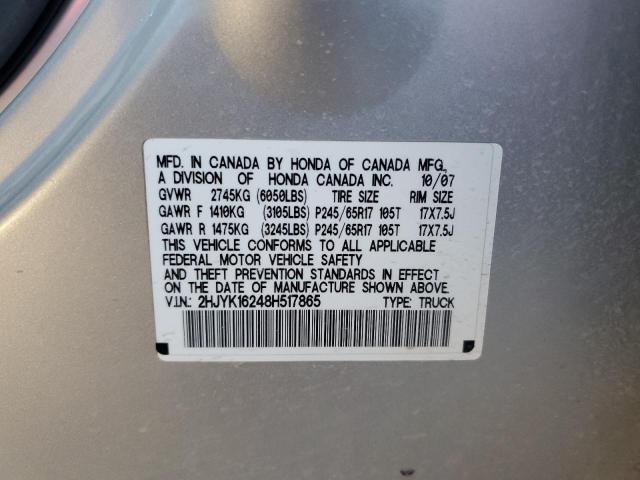 MFD. IN CANADA BY HONDA OF CANADA MFG.,
A DIVISION OF HONDA CANADA INC. 10/07
GVWR 2745KG (6050LBS) TIRE SIZE RIM SIZE
GAWR F 1410KG (3105LBS) P245/65R17 105T 17X7.5J
GAWR R 1475KG (3245LBS) P245/65R17 105T 17X7.5J
THIS VEHICLE CONFORMS TO ALL APPLICABLE
FEDERAL MOTOR VEHICLE SAFETY
AND THEFT PREVENTION STANDARDS IN EFFECT
ON THE DATE OF MANUFACTURE SHOWN ABOVE.
V.I.N.: 2HJYK16248H517865 TYPE: TRUCK